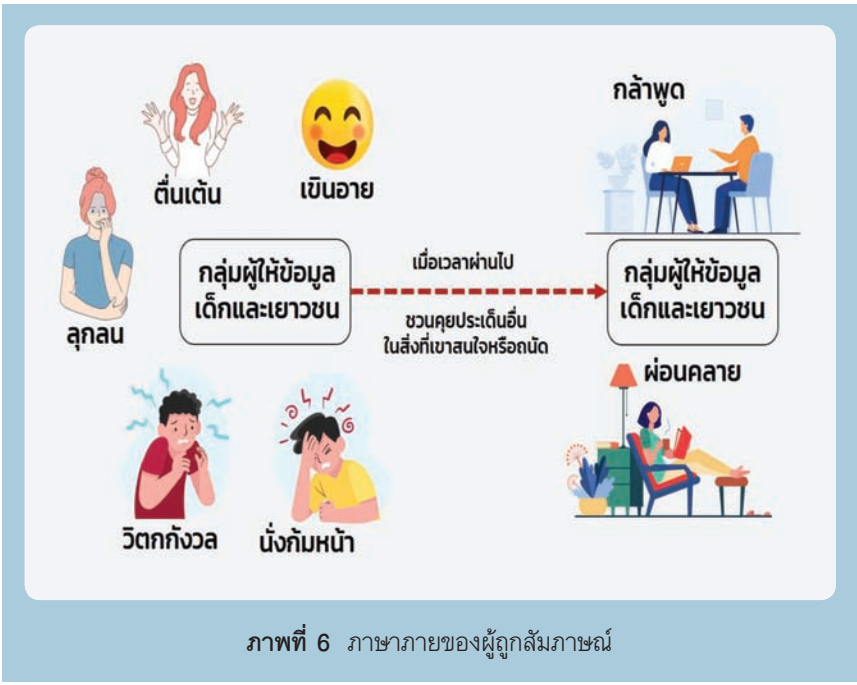 ตื่นเต้น
เขินอาย
กล้าพูด
ลุกลน
กลุ่มผู้ให้ข้อมูล
เด็กและเยาวชน
เมื่อเวลาผ่านไป
ชวนคุยประเด็นอื่น
ในสิ่งที่เขาสนใจหรือถนัด
กลุ่มผู้ให้ข้อมูล
เด็กและเยาวชน
วิตกกังวล
นั่งก้มหน้า
ผ่อนคลาย
ภาพที่ 6 ภาษาภายของผู้ถูกสัมภาษณ์